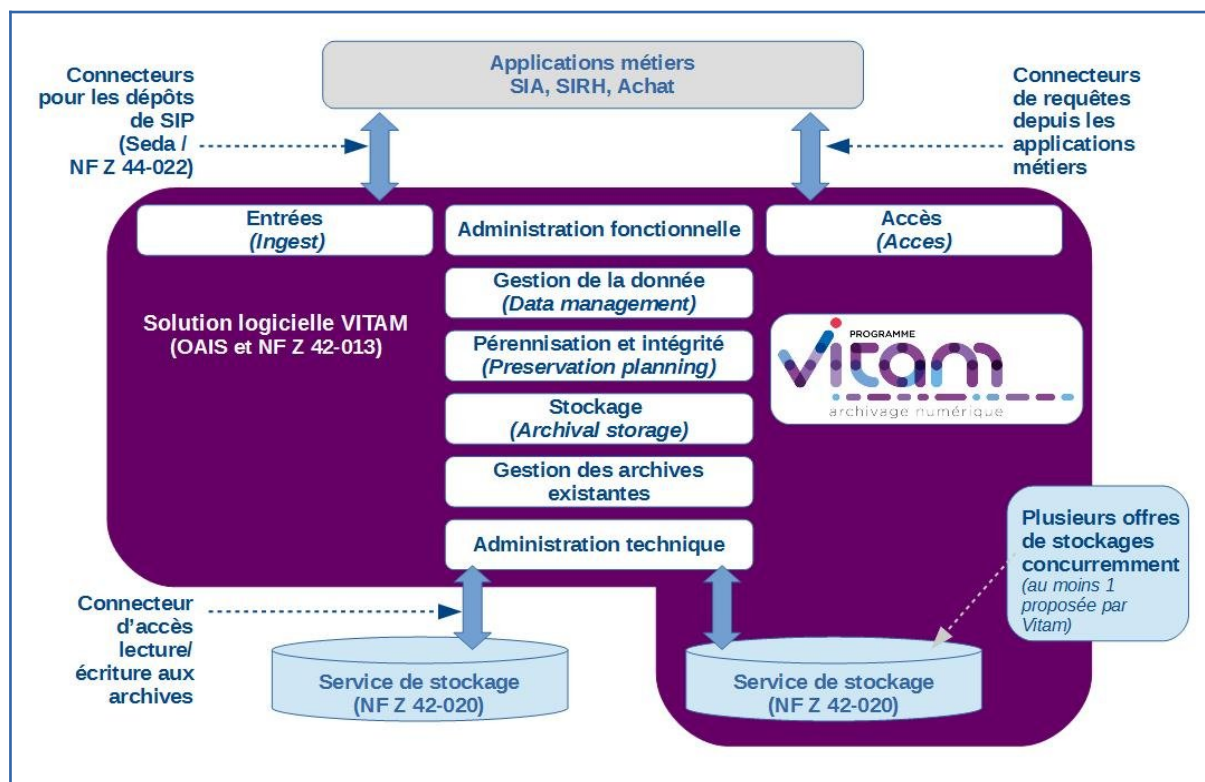 Applications métiers
SIA, SIRH, Achat
Connecteurs
pour les dépôts
de SIP
(Seda /
NF Z 44-022)
Connecteurs
de requêtes
depuis les
applications
métiers
Entrées
(Ingest)
Administration fonctionnelle
Accès
(Acces)
Gestion de la donnée
(Data management)
Solution logicielle VITAM
(OAIS et NF Z 42-013)
Pérennisation et intégrité
(Preservation planning)
PROGRAMME
vitam
archivage numérique
Stockage
(Archival storage)
Gestion des archives
existantes
Administration technique
Plusieurs offres
de stockages
concurremment
(au moins 1
proposée par
Vitam)
Connecteur
d'accès
lecture/
écriture aux
archives
Service de stockage
(NF Z 42-020)
Service de stockage
(NF Z 42-020)